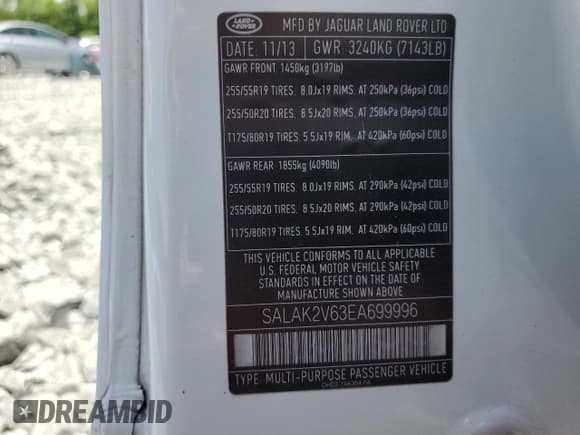 LAND ROVER
MFD BY JAGUAR LAND ROVER LTD
DATE. 11/13 GWR. 3240KG (7143LB)
GAWR FRONT. 1450kg (3197lb)
255/55R19 TIRES. 8.0Jx19 RIMS. AT 250kPa (36psi) COLD
255/50R20 TIRES. 8.5Jx20 RIMS. AT 250kPa (36psi) COLD
T175/80R19 TIRES. 5.5Jx19 RIM. AT 420kPa (60psi) COLD
GAWR REAR. 1855kg (4090lb)
255/55R19 TIRES. 8.0Jx19 RIMS. AT 290kPa (42psi) COLD
255/50R20 TIRES. 8.5Jx20 RIMS. AT 290kPa (42psi) COLD
T175/80R19 TIRES. 5.5Jx19 RIM. AT 420kPa (60psi) COLD
THIS VEHICLE CONFORMS TO ALL APPLICABLE
U.S. FEDERAL MOTOR VEHICLE SAFETY
STANDARDS IN EFFECT ON THE DATE OF
MANUFACTURE SHOWN ABOVE.
SALAK2V63EA699996
TYPE: MULTI-PURPOSE PASSENGER VEHICLE
DREAMBID